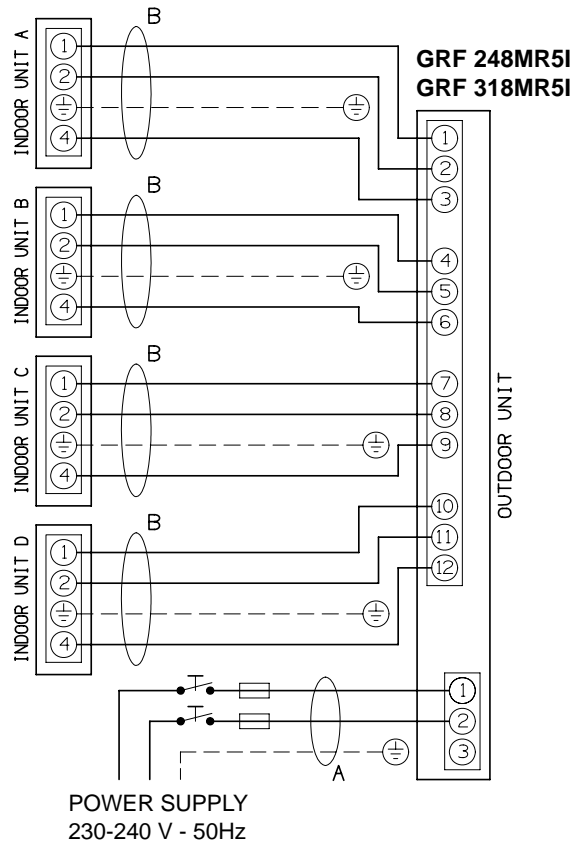 B
GRF 248MR5I
GRF 318MR5I
INDOOR UNIT A
1
2
4
1
2
3
B
INDOOR UNIT B
1
2
4
4
5
6
B
INDOOR UNIT C
1
2
4
7
8
9
OUTDOOR UNIT
B
INDOOR UNIT D
1
2
4
10
11
12
1
2
3
A
POWER SUPPLY
230-240 V - 50Hz